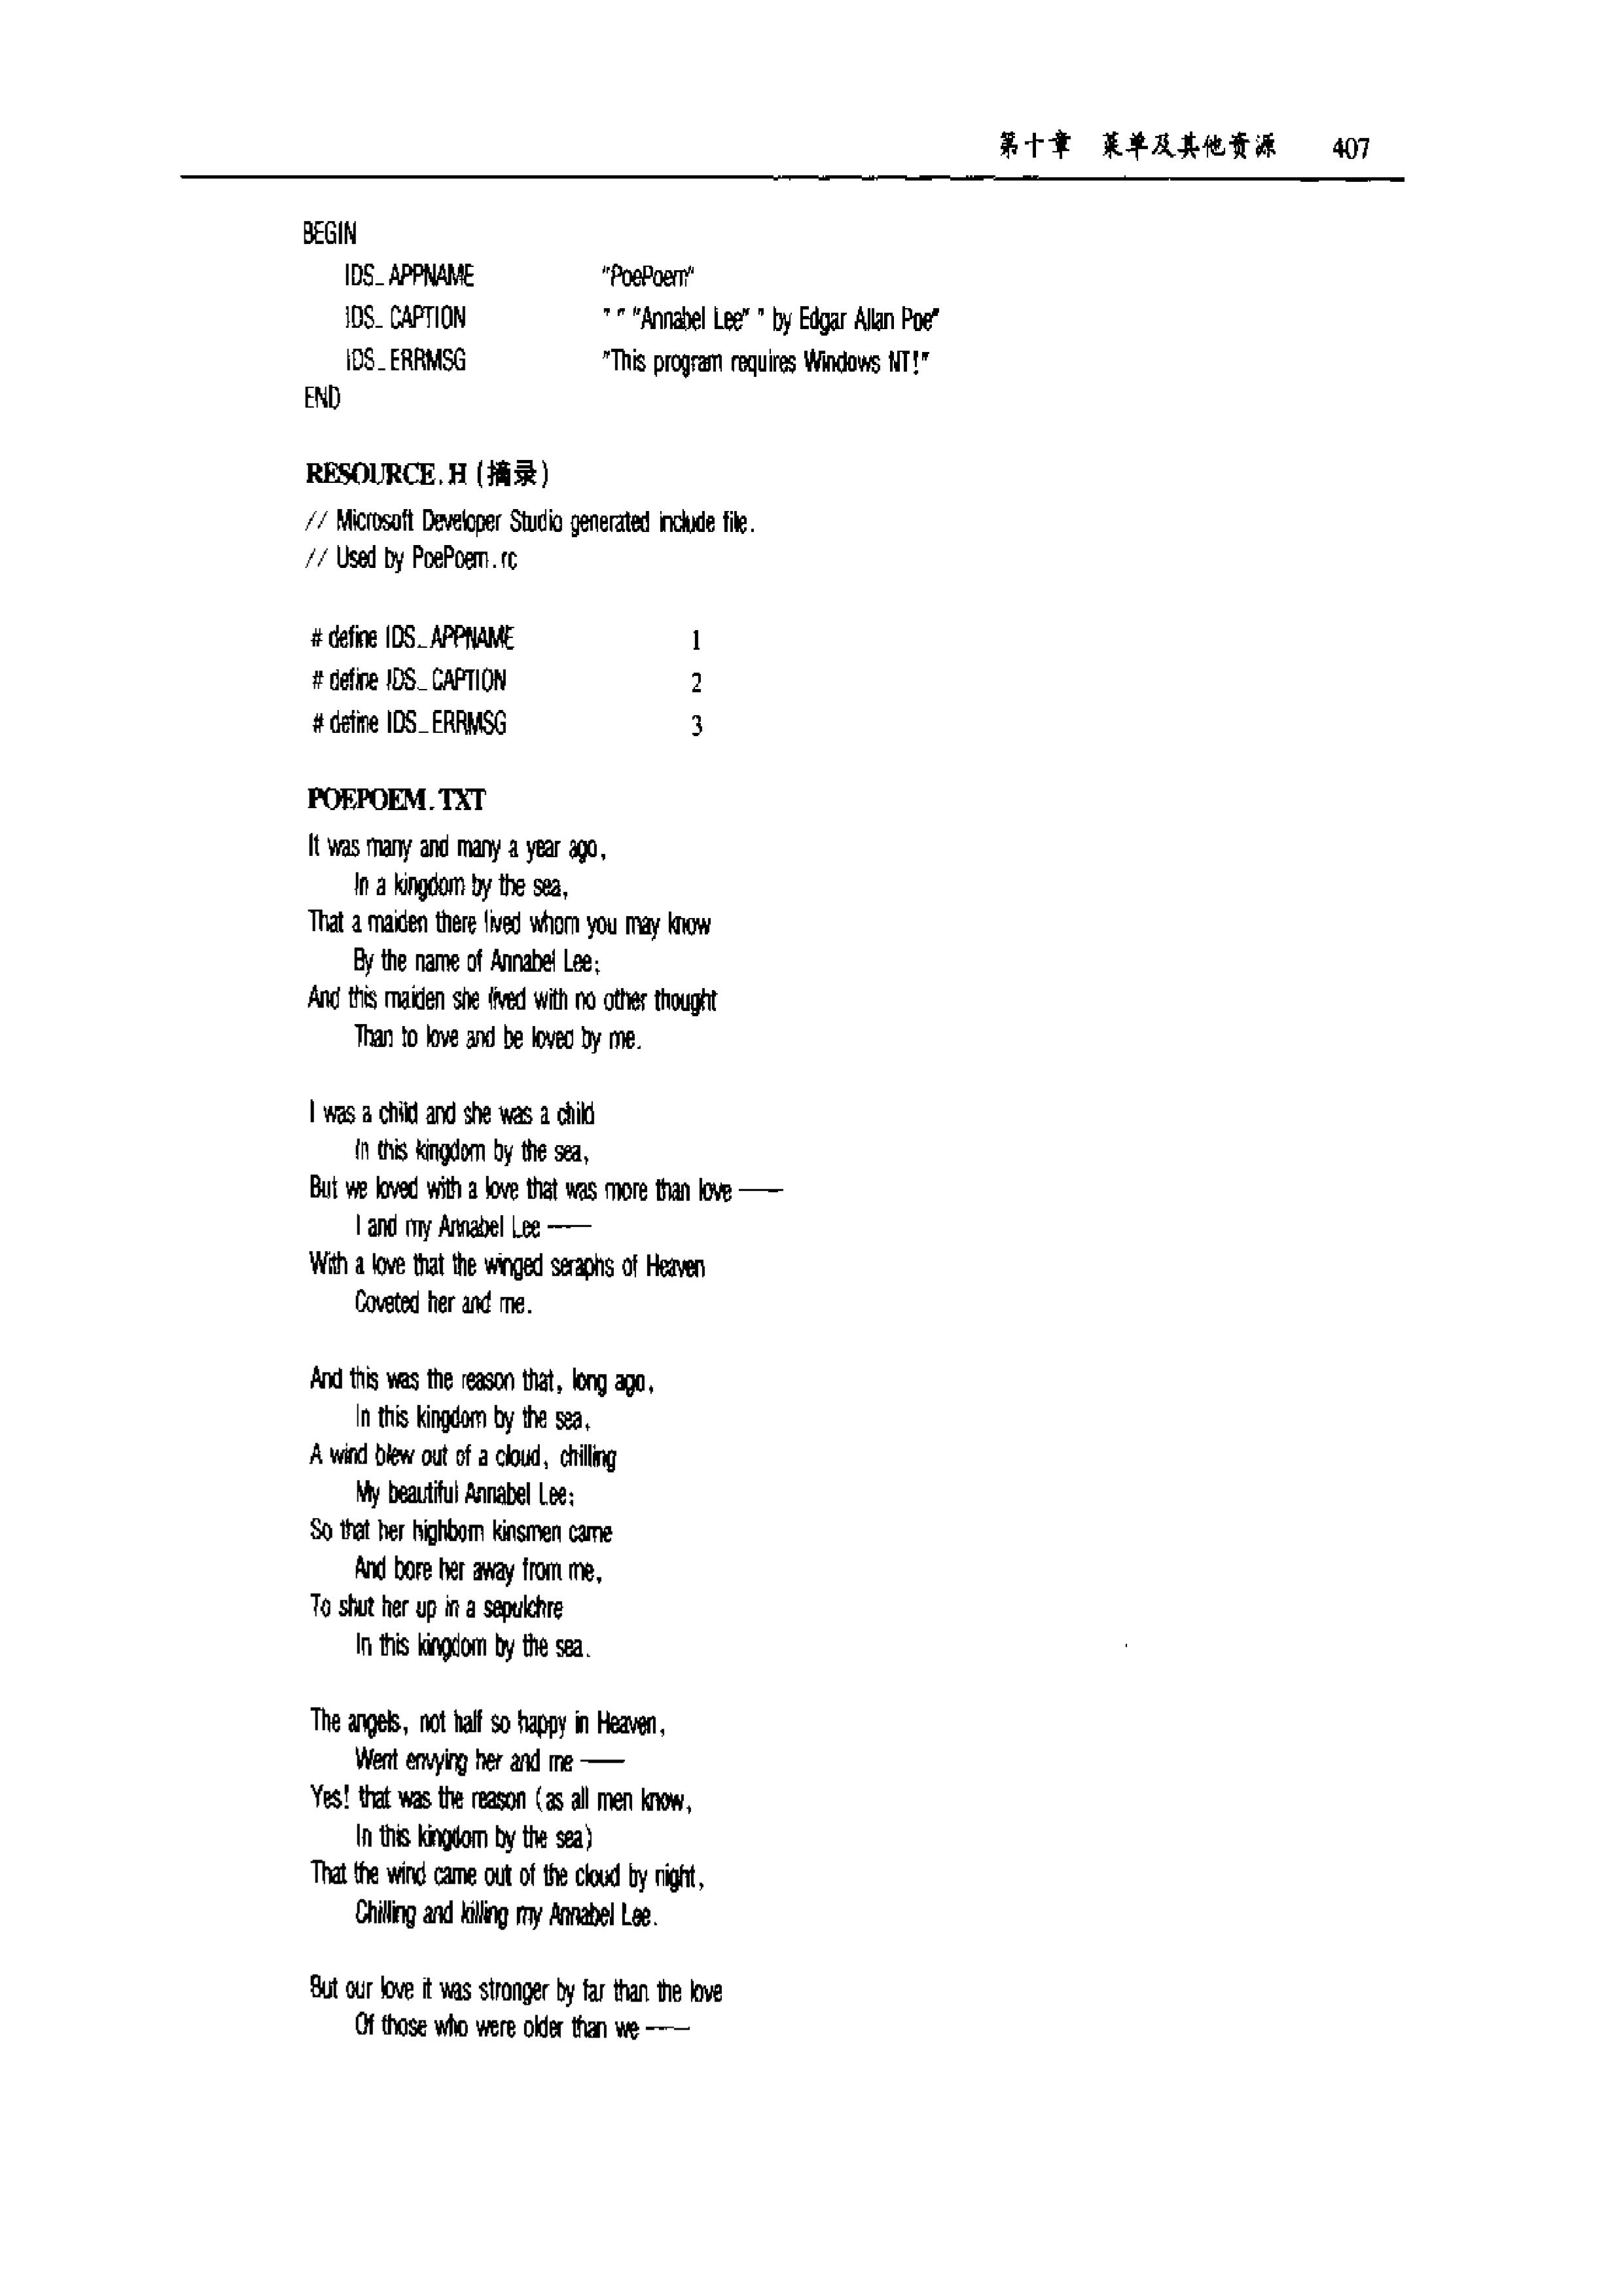 第十章 菜单及其他资源 407
BEGIN
    IDS_APPNAME "PoePoem"
    IDS_CAPTION """Annabel Lee"" by Edgar Allan Poe"
    IDS_ERRMSG "This program requires Windows NT!"
END
RESOURCE.H (摘录)
// Microsoft Developer Studio generated include file.
// Used by PoePoem.rc
# define IDS_APPNAME 1
# define IDS_CAPTION 2
# define IDS_ERRMSG 3
POEPOEM.TXT
It was many and many a year ago,
    In a kingdom by the sea,
That a maiden there lived whom you may know
    By the name of Annabel Lee;
And this maiden she lived with no other thought
    Than to love and be loved by me.
I was a child and she was a child
    In this kingdom by the sea,
But we loved with a love that was more than love ——
    I and my Annabel Lee ——
With a love that the winged seraphs of Heaven
    Coveted her and me.
And this was the reason that, long ago,
    In this kingdom by the sea,
A wind blew out of a cloud, chilling
    My beautiful Annabel Lee;
So that her highborn kinsmen came
    And bore her away from me,
To shut her up in a sepulchre
    In this kingdom by the sea.
The angels, not half so happy in Heaven,
    Went envying her and me ——
Yes! that was the reason (as all men know,
    In this kingdom by the sea)
That the wind came out of the cloud by night,
    Chilling and killing my Annabel Lee.
But our love it was stronger by far than the love
    Of those who were older than we ——